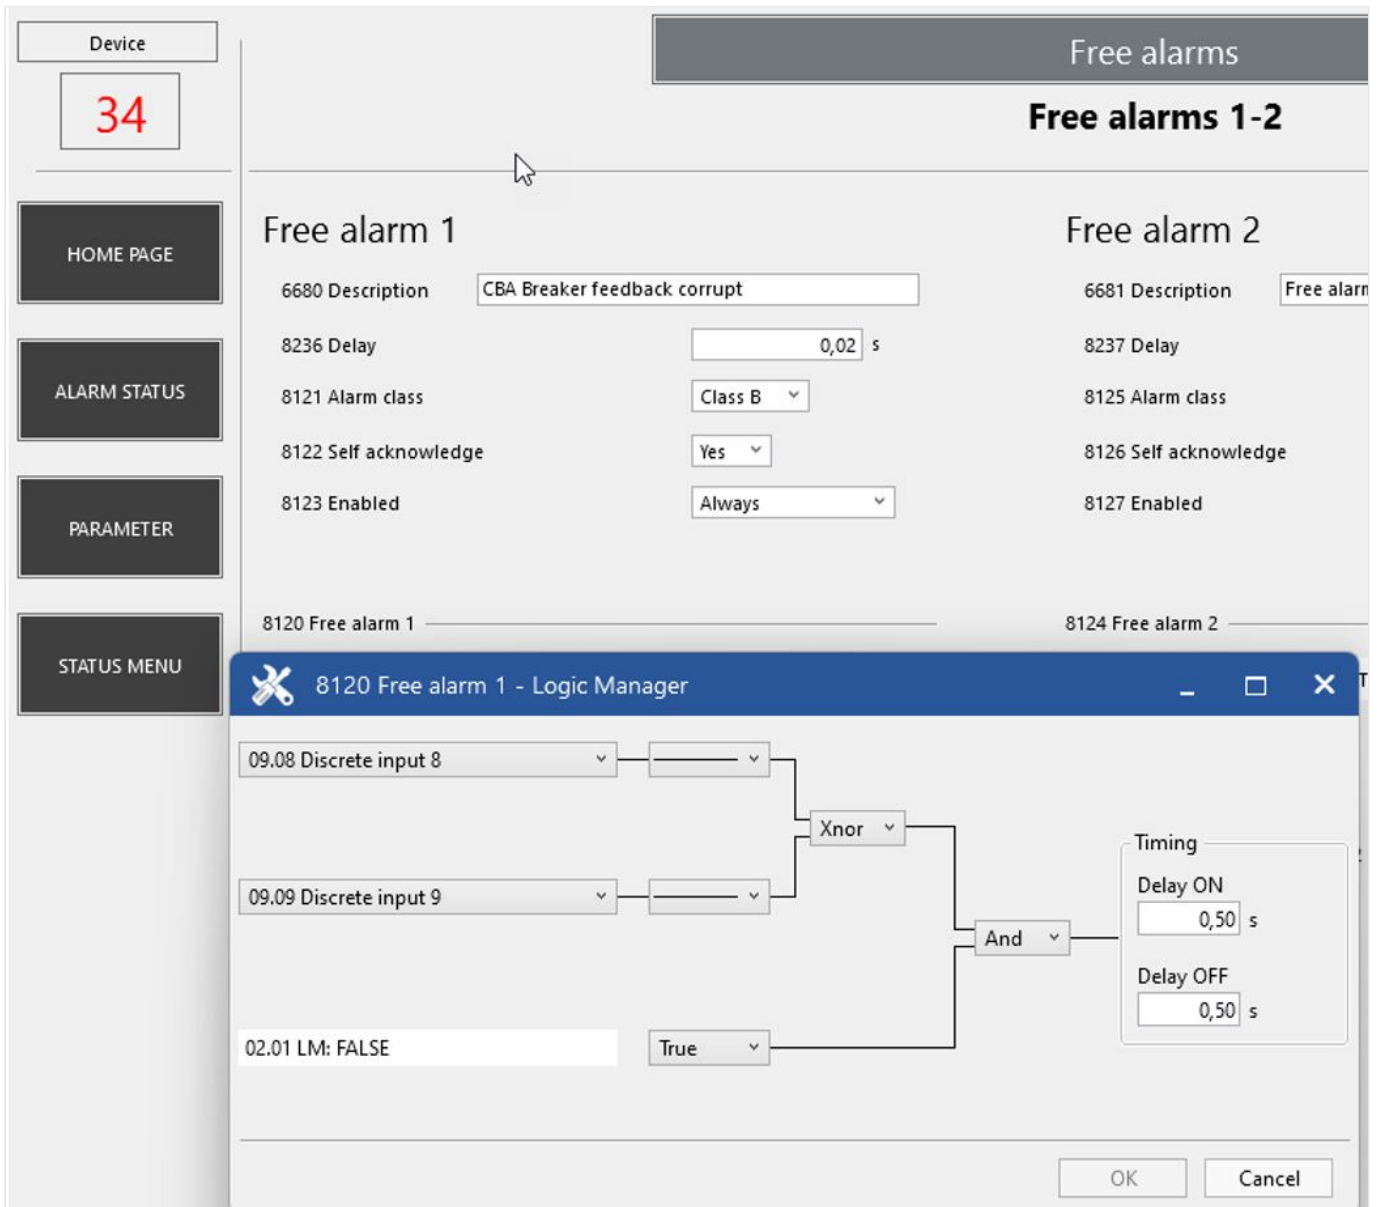 Device
34
HOME PAGE
ALARM STATUS
PARAMETER
STATUS MENU
Free alarms
Free alarms 1-2
Free alarm 1
6680 Description CBA Breaker feedback corrupt
8236 Delay 0,02 s
8121 Alarm class Class B
8122 Self acknowledge Yes
8123 Enabled Always
8120 Free alarm 1
Free alarm 2
6681 Description Free alarm
8237 Delay
8125 Alarm class
8126 Self acknowledge
8127 Enabled
8124 Free alarm 2
8120 Free alarm 1 - Logic Manager
09.08 Discrete input 8
Xnor
09.09 Discrete input 9
And
02.01 LM: FALSE True
Timing
Delay ON
0,50 s
Delay OFF
0,50 s
OK Cancel